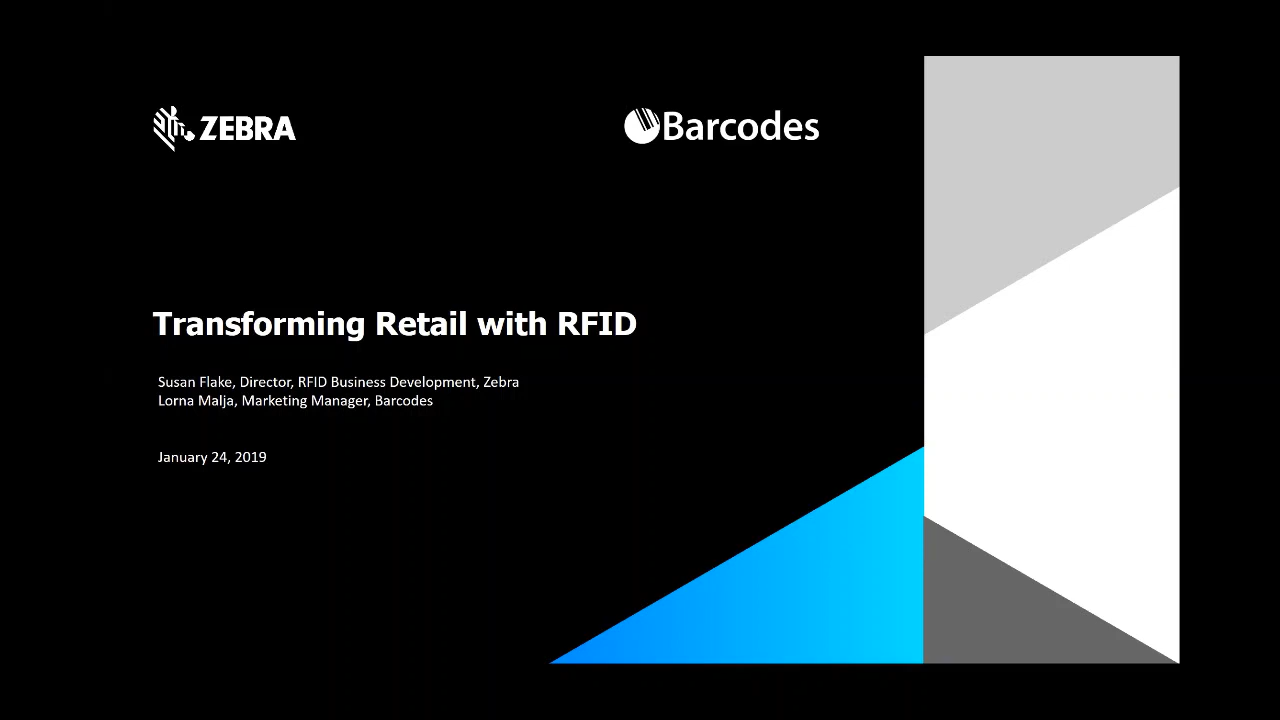 ZEBRA
Barcodes
Transforming Retail with RFID
Susan Flake, Director, RFID Business Development, Zebra
Lorna Malja, Marketing Manager, Barcodes
January 24, 2019